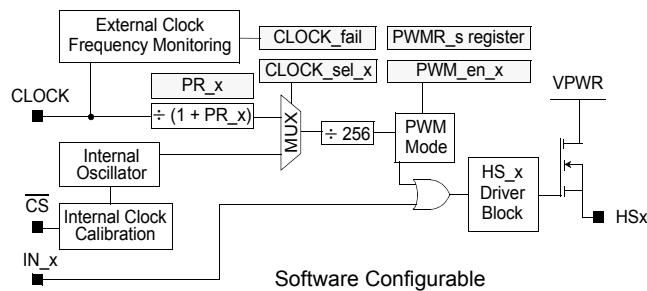 External Clock
Frequency Monitoring
CLOCK_fail
PWMR_s register
CLOCK_sel_x
PWM_en_x
PR_x
VPWR
CLOCK
÷ (1 + PR_x)
MUX
÷ 256
PWM
Mode
Internal
Oscillator
HS_x
Driver
Block
CS
Internal Clock
Calibration
HSx
IN_x
Software Configurable